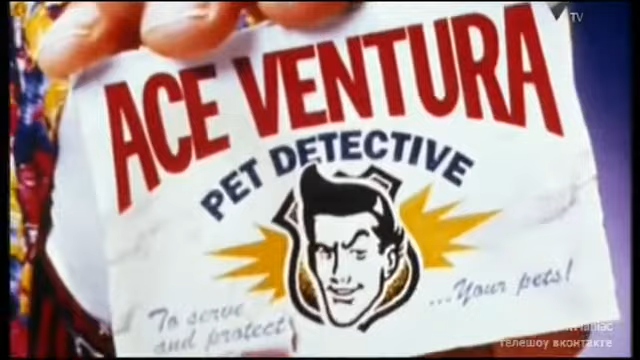 TV
ACE VENTURA
PET DETECTIVE
To serve
and protect
...Your pets!
телешоу вконтакте